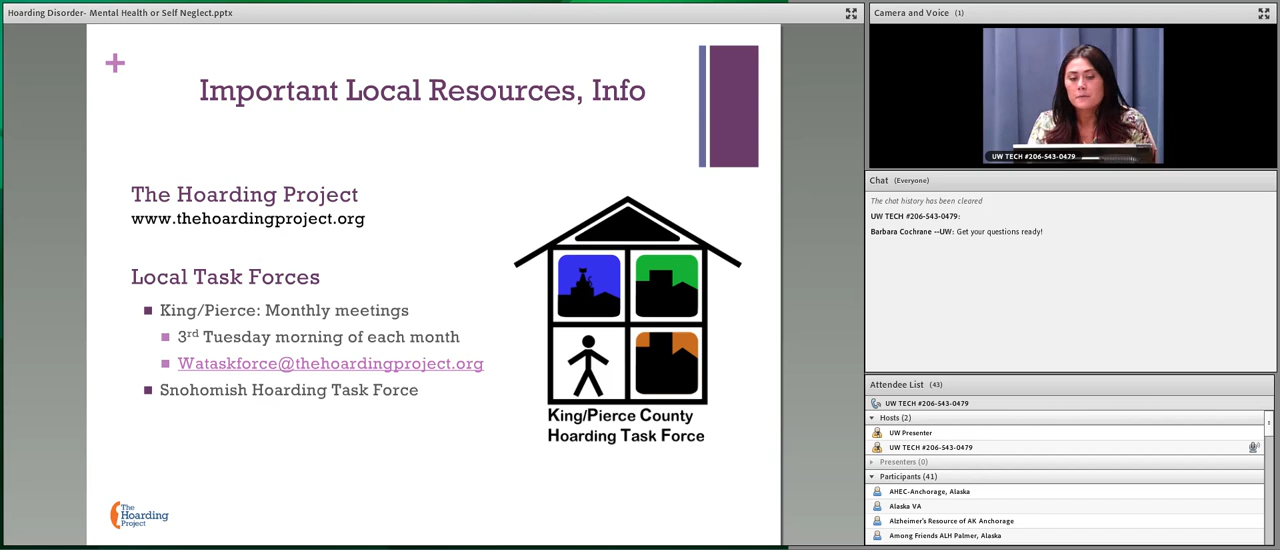 Hoarding Disorder- Mental Health or Self Neglect.pptx
+
Important Local Resources, Info
The Hoarding Project
www.thehoardingproject.org
Local Task Forces
King/Pierce: Monthly meetings
3rd Tuesday morning of each month
Wataskforce@thehoardingproject.org
Snohomish Hoarding Task Force
King/Pierce County
Hoarding Task Force
The
Hoarding
Project
Camera and Voice (1)
UW TECH #206-543-0479
Chat (Everyone)
The chat history has been cleared
UW TECH #206-543-0479:
Barbara Cochrane --UW: Get your questions ready!
Attendee List (43)
UW TECH #206-543-0479
Hosts (2)
UW Presenter
UW TECH #206-543-0479
Presenters (0)
Participants (41)
AHEC-Anchorage, Alaska
Alaska VA
Alzheimer's Resource of AK Anchorage
Among Friends ALH Palmer, Alaska